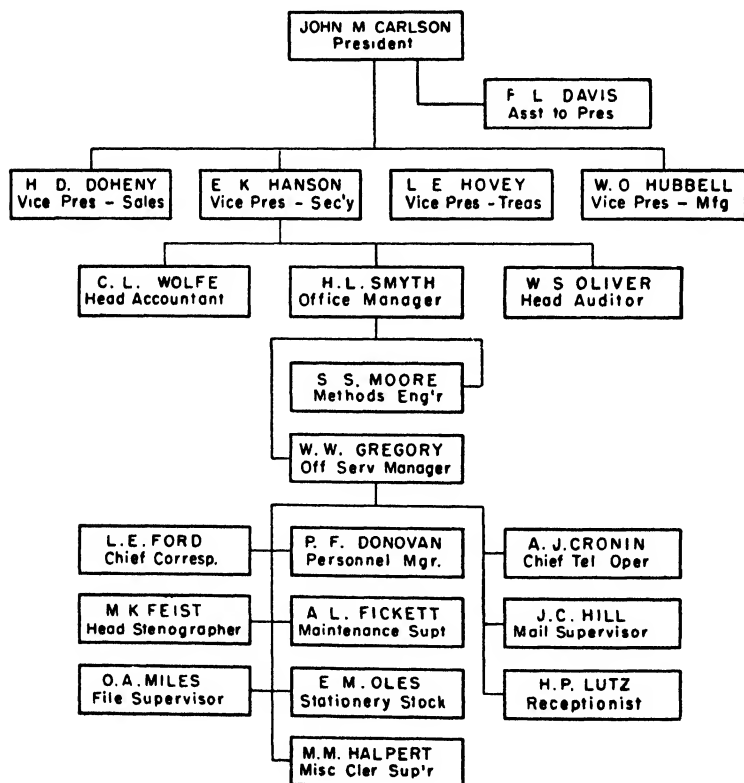 JOHN M CARLSON
President
F L DAVIS
Asst to Pres
H D. DOHENY
Vice Pres - Sales
E K HANSON
Vice Pres - Sec'y
L E HOVEY
Vice Pres - Treas
W. O HUBBELL
Vice Pres - Mfg
C. L. WOLFE
Head Accountant
H. L. SMYTH
Office Manager
W S OLIVER
Head Auditor
S S. MOORE
Methods Eng'r
W. W. GREGORY
Off Serv Manager
L. E. FORD
Chief Corresp.
P. F. DONOVAN
Personnel Mgr.
A. J. CRONIN
Chief Tel Oper
M K FEIST
Head Stenographer
A L. FICKETT
Maintenance Supt
J. C. HILL
Mail Supervisor
O. A. MILES
File Supervisor
E M. OLES
Stationery Stock
H. P. LUTZ
Receptionist
M. M. HALPERT
Misc Cler Sup'r